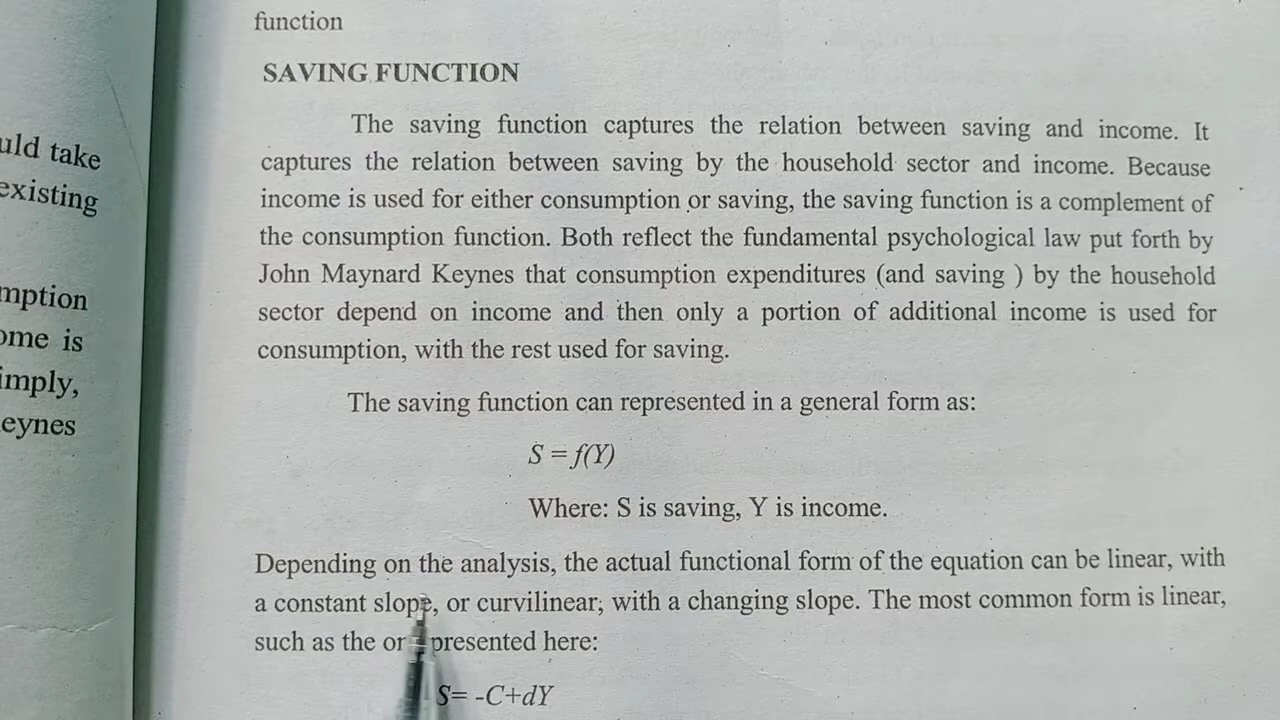 function
SAVING FUNCTION
The saving function captures the relation between saving and income. It
captures the relation between saving by the household sector and income. Because
income is used for either consumption or saving, the saving function is a complement of
the consumption function. Both reflect the fundamental psychological law put forth by
John Maynard Keynes that consumption expenditures (and saving ) by the household
sector depend on income and then only a portion of additional income is used for
consumption, with the rest used for saving.
The saving function can represented in a general form as:
S = f(Y)
Where: S is saving, Y is income.
Depending on the analysis, the actual functional form of the equation can be linear, with
a constant slope, or curvilinear; with a changing slope. The most common form is linear,
such as the presented here:
S= -C+dY
take
existing
is